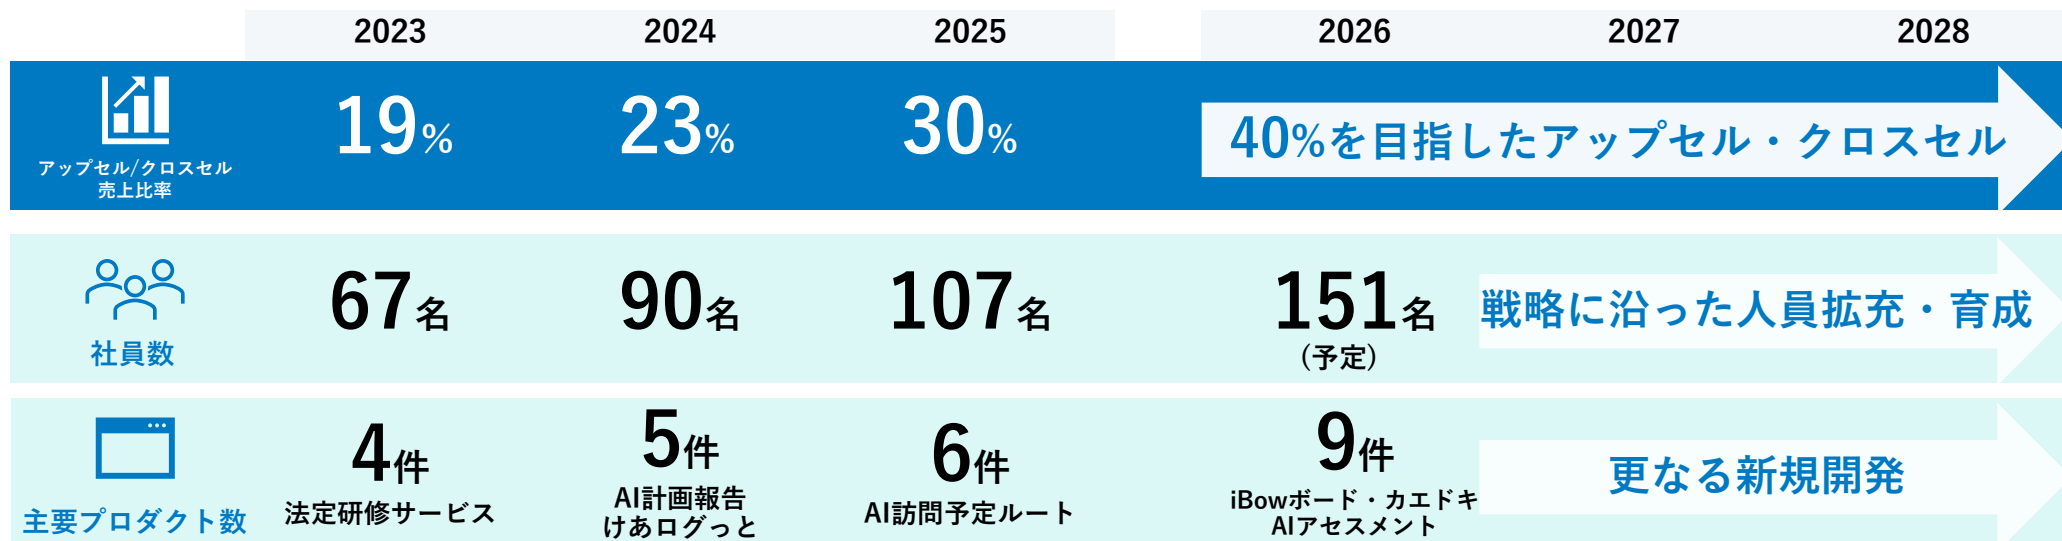 2023 2024 2025 2026 2027 2028
19% 23% 30% 40%を目指したアップセル・クロスセル
アップセル/クロスセル
売上比率
67名 90名 107名 151名 戦略に沿った人員拡充・育成
社員数 (予定)
4件 5件 6件 9件 更なる新規開発
主要プロダクト数 法定研修サービス AI計画報告 AI訪問予定ルート iBowボード・カエドキ
けあログっと AIアセスメント